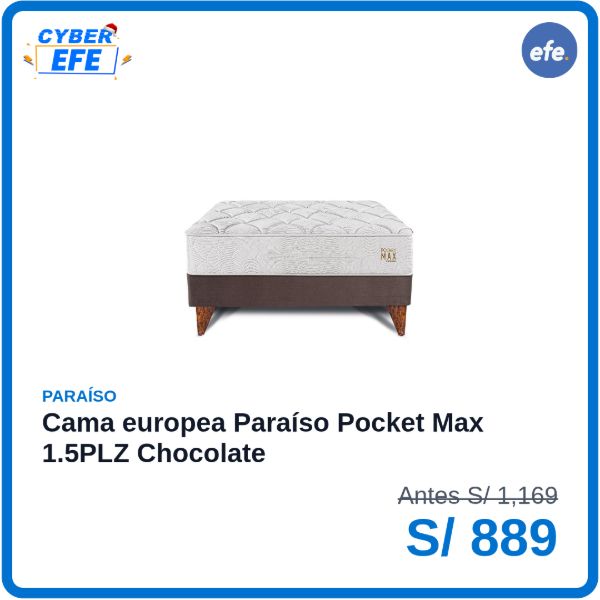 CYBER
EFE
efe.
POCKET
MAX
PARAÍSO
Cama europea Paraíso Pocket Max
1.5PLZ Chocolate
Antes S/ 1,169
S/ 889